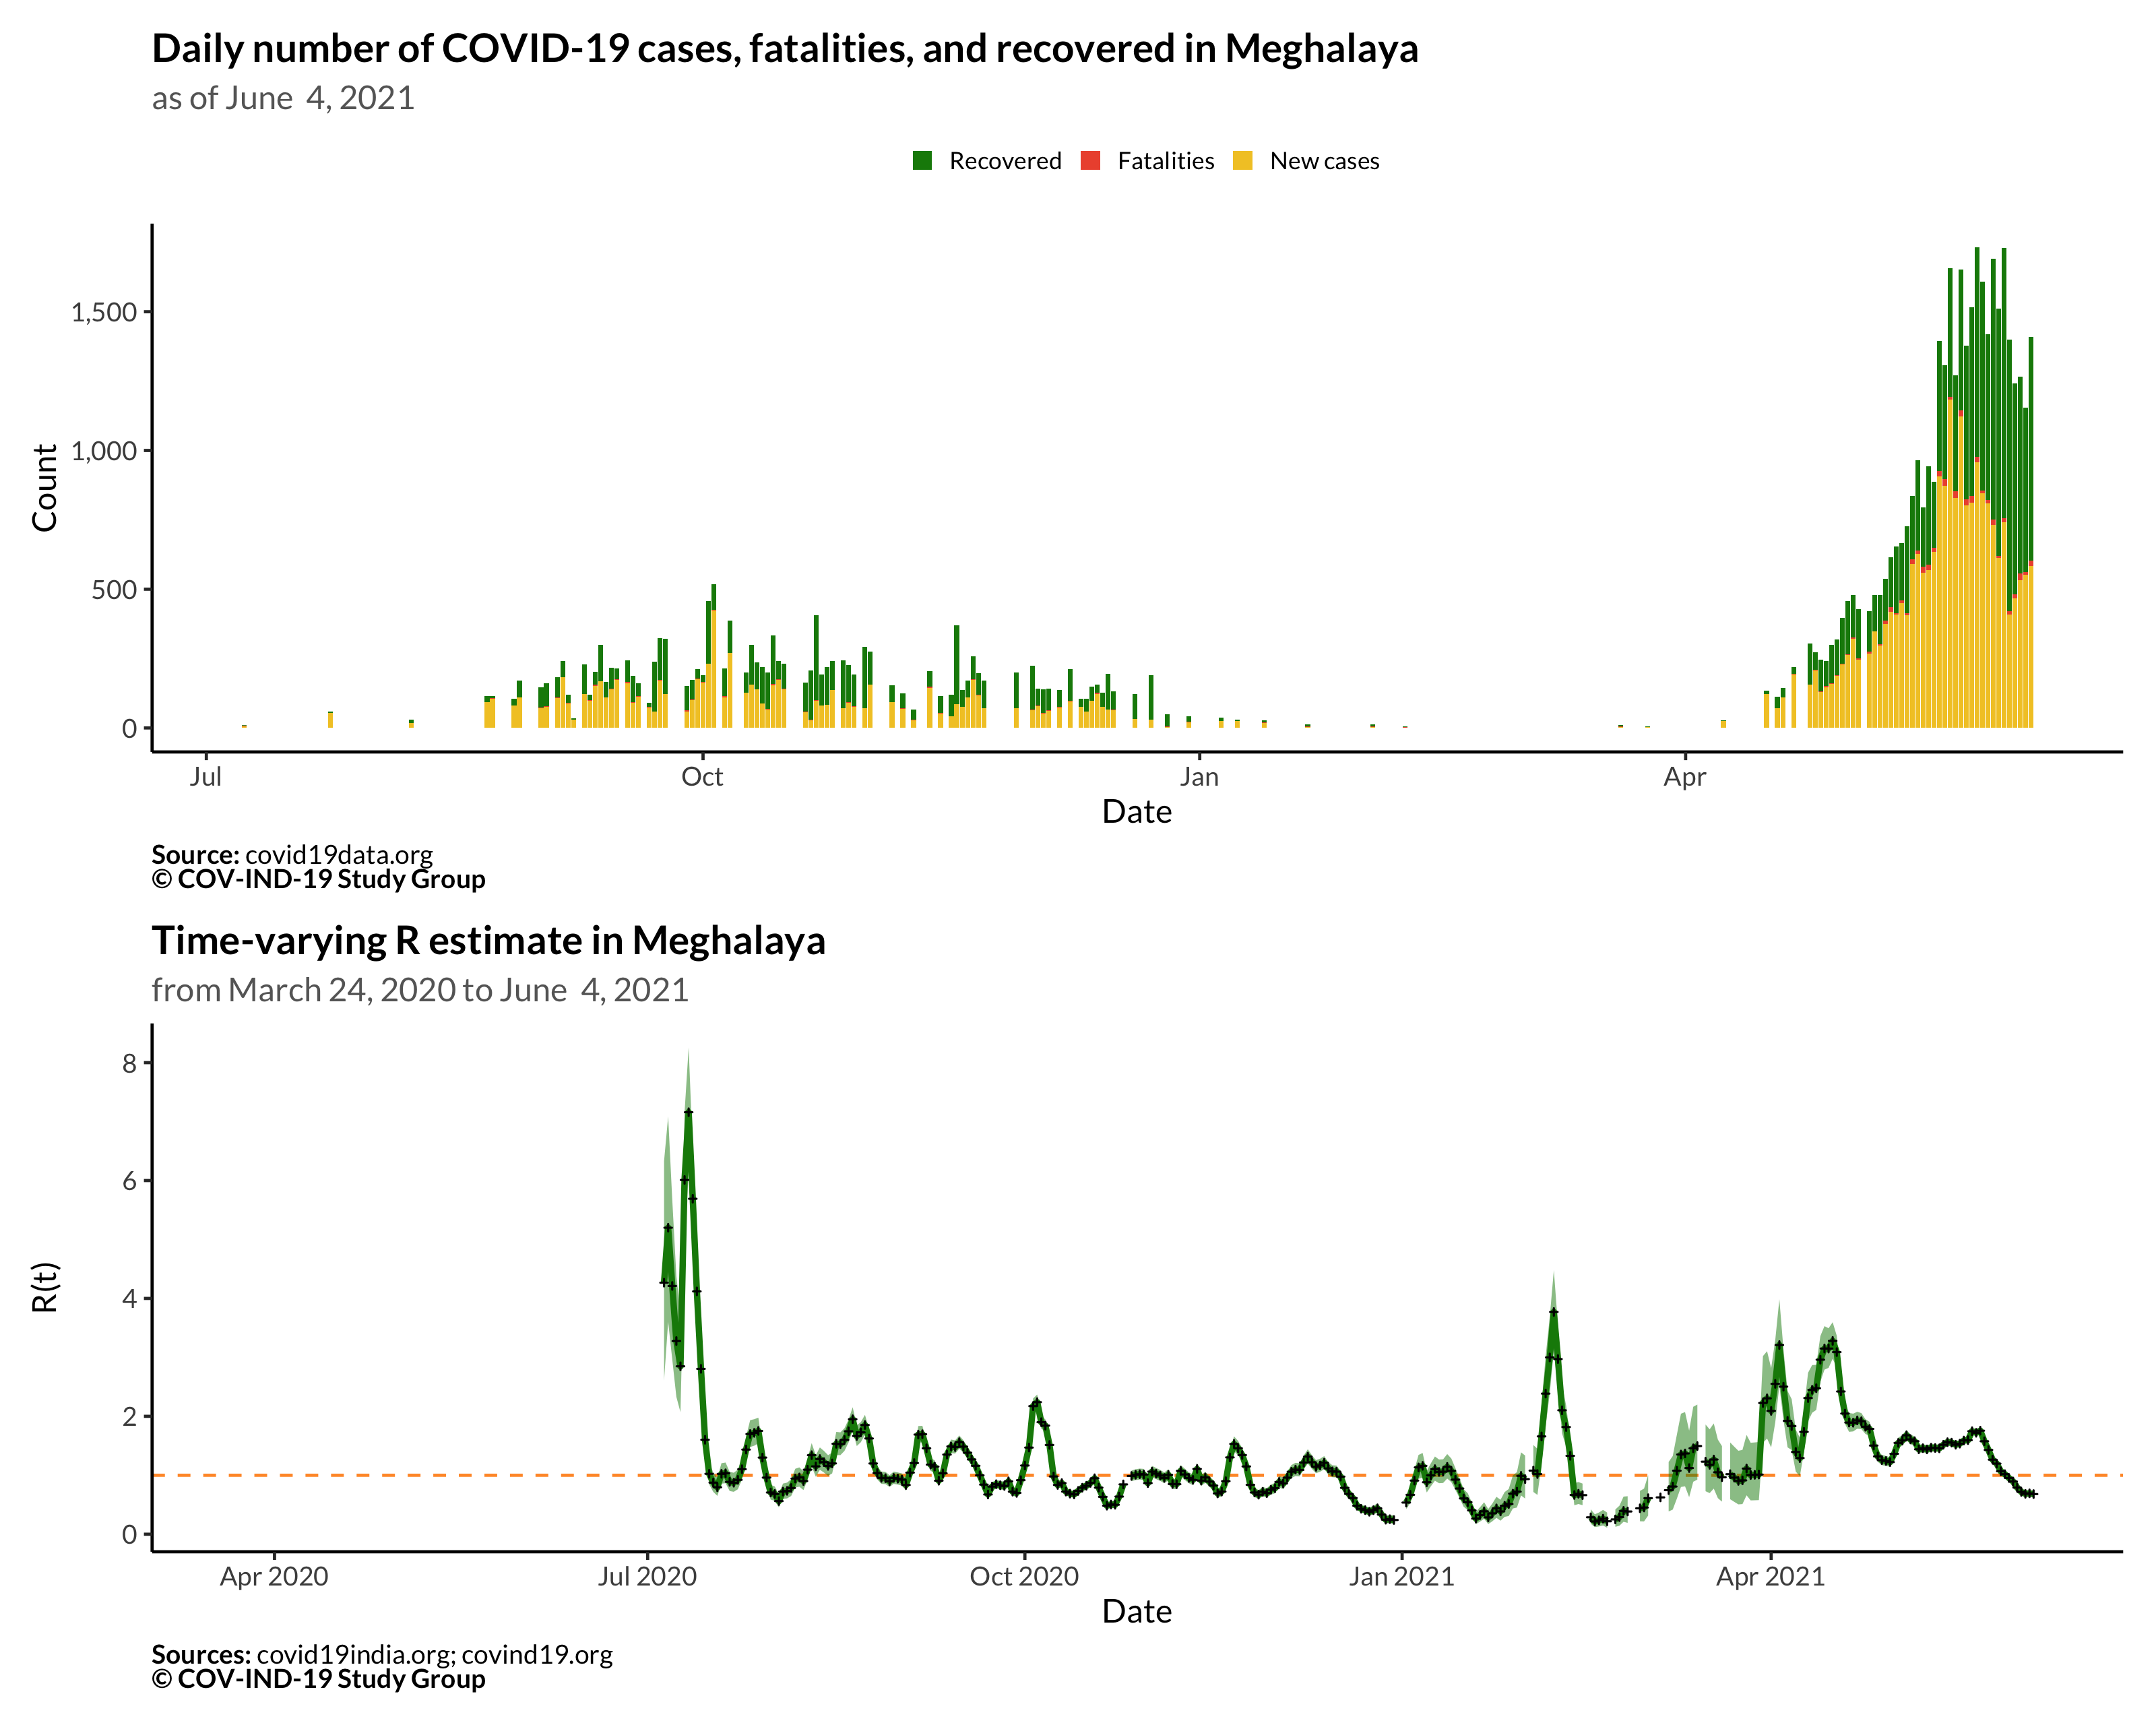 Daily number of COVID-19 cases, fatalities, and recovered in Meghalaya
as of June  4, 2021
Recovered Fatalities New cases
1,500
1,000
500
0
Count
Jul Oct Jan Apr
Date
Source: covid19data.org
© COV-IND-19 Study Group
Time-varying R estimate in Meghalaya
from March 24, 2020 to June  4, 2021
8
6
4
2
0
R(t)
Apr 2020 Jul 2020 Oct 2020 Jan 2021 Apr 2021
Date
Sources: covid19india.org; covind19.org
© COV-IND-19 Study Group